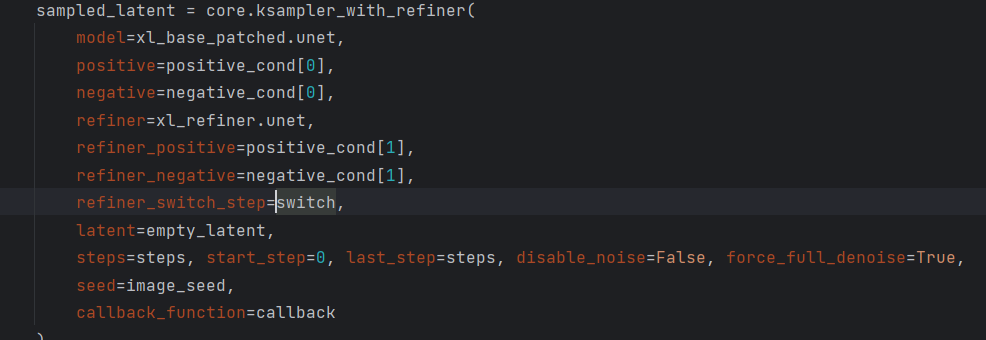 sampled_latent = core.ksampler_with_refiner(
model=xl_base_patched.unet,
positive=positive_cond[0],
negative=negative_cond[0],
refiner=xl_refiner.unet,
refiner_positive=positive_cond[1],
refiner_negative=negative_cond[1],
refiner_switch_step=switch,
latent=empty_latent,
steps=steps, start_step=0, last_step=steps, disable_noise=False, force_full_denoise=True,
seed=image_seed,
callback_function=callback
)